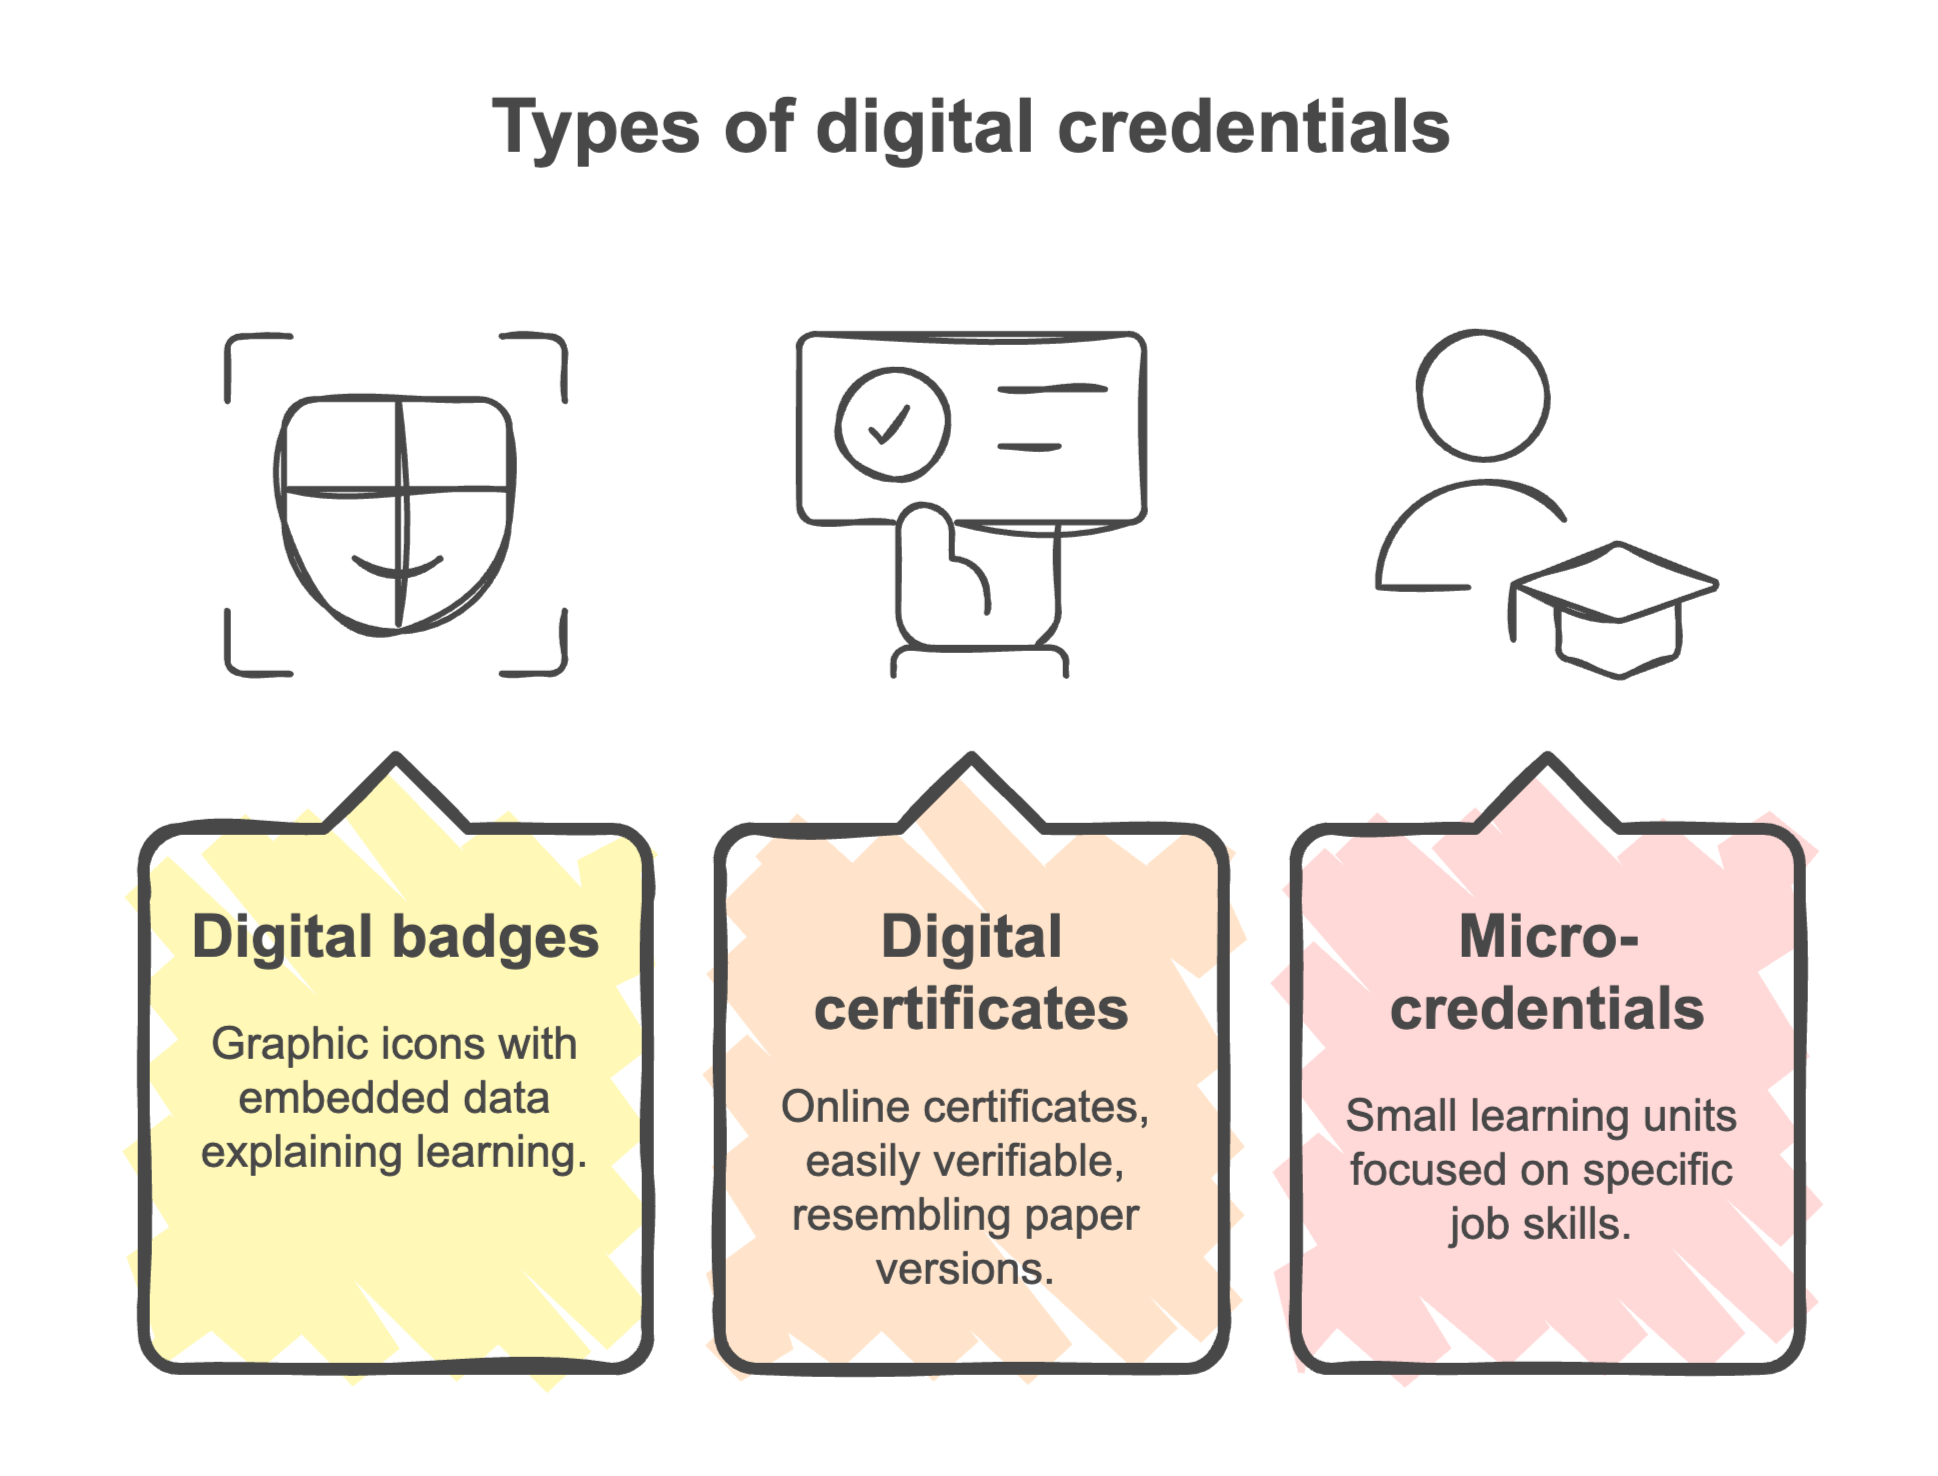 Types of digital credentials
Digital badges
Graphic icons with
embedded data
explaining learning.
Digital
certificates
Online certificates,
easily verifiable,
resembling paper
versions.
Micro-
credentials
Small learning units
focused on specific
job skills.